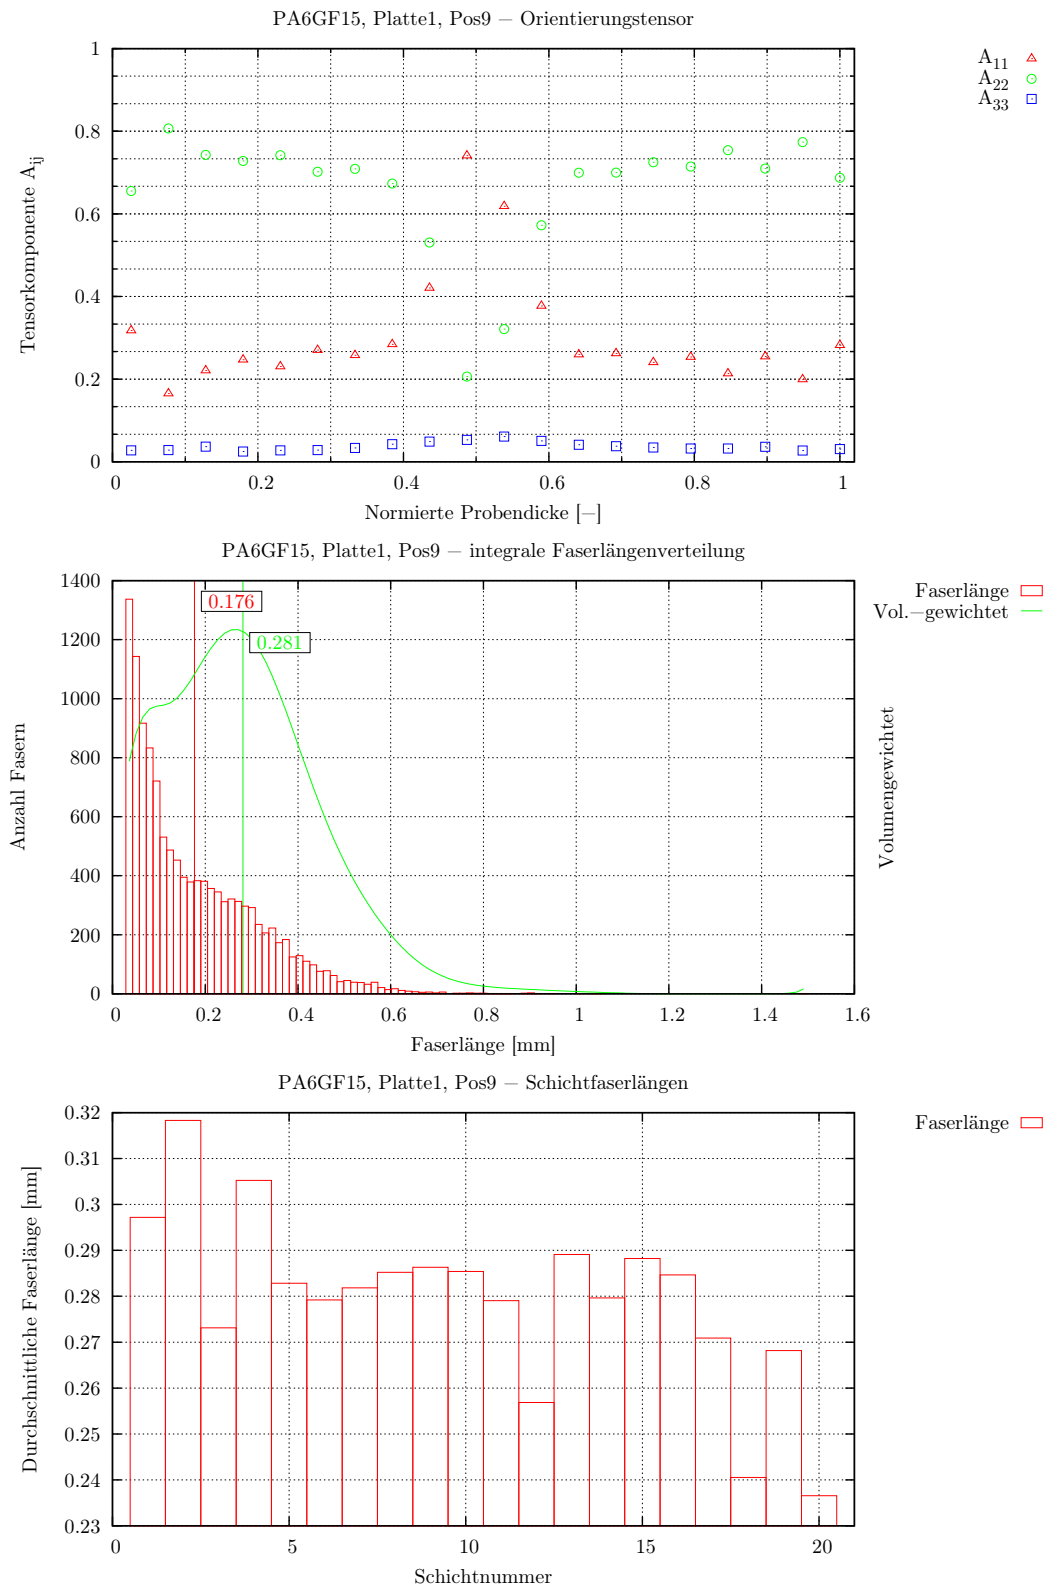 PA6GF15, Platte1, Pos9 − Orientierungstensor
A11
A22
A33
Tensorkomponente Aij
1
0.8
0.6
0.4
0.2
0
0 0.2 0.4 0.6 0.8 1
Normierte Probendicke [−]
PA6GF15, Platte1, Pos9 − integrale Faserlängenverteilung
Faserlänge
Vol.−gewichtet
0.176
0.281
Anzahl Fasern
Volumengewichtet
1400
1200
1000
800
600
400
200
0
0 0.2 0.4 0.6 0.8 1 1.2 1.4 1.6
Faserlänge [mm]
PA6GF15, Platte1, Pos9 − Schichtfaserlängen
Faserlänge
Durchschnittliche Faserlänge [mm]
0.32
0.31
0.3
0.29
0.28
0.27
0.26
0.25
0.24
0.23
0 5 10 15 20
Schichtnummer